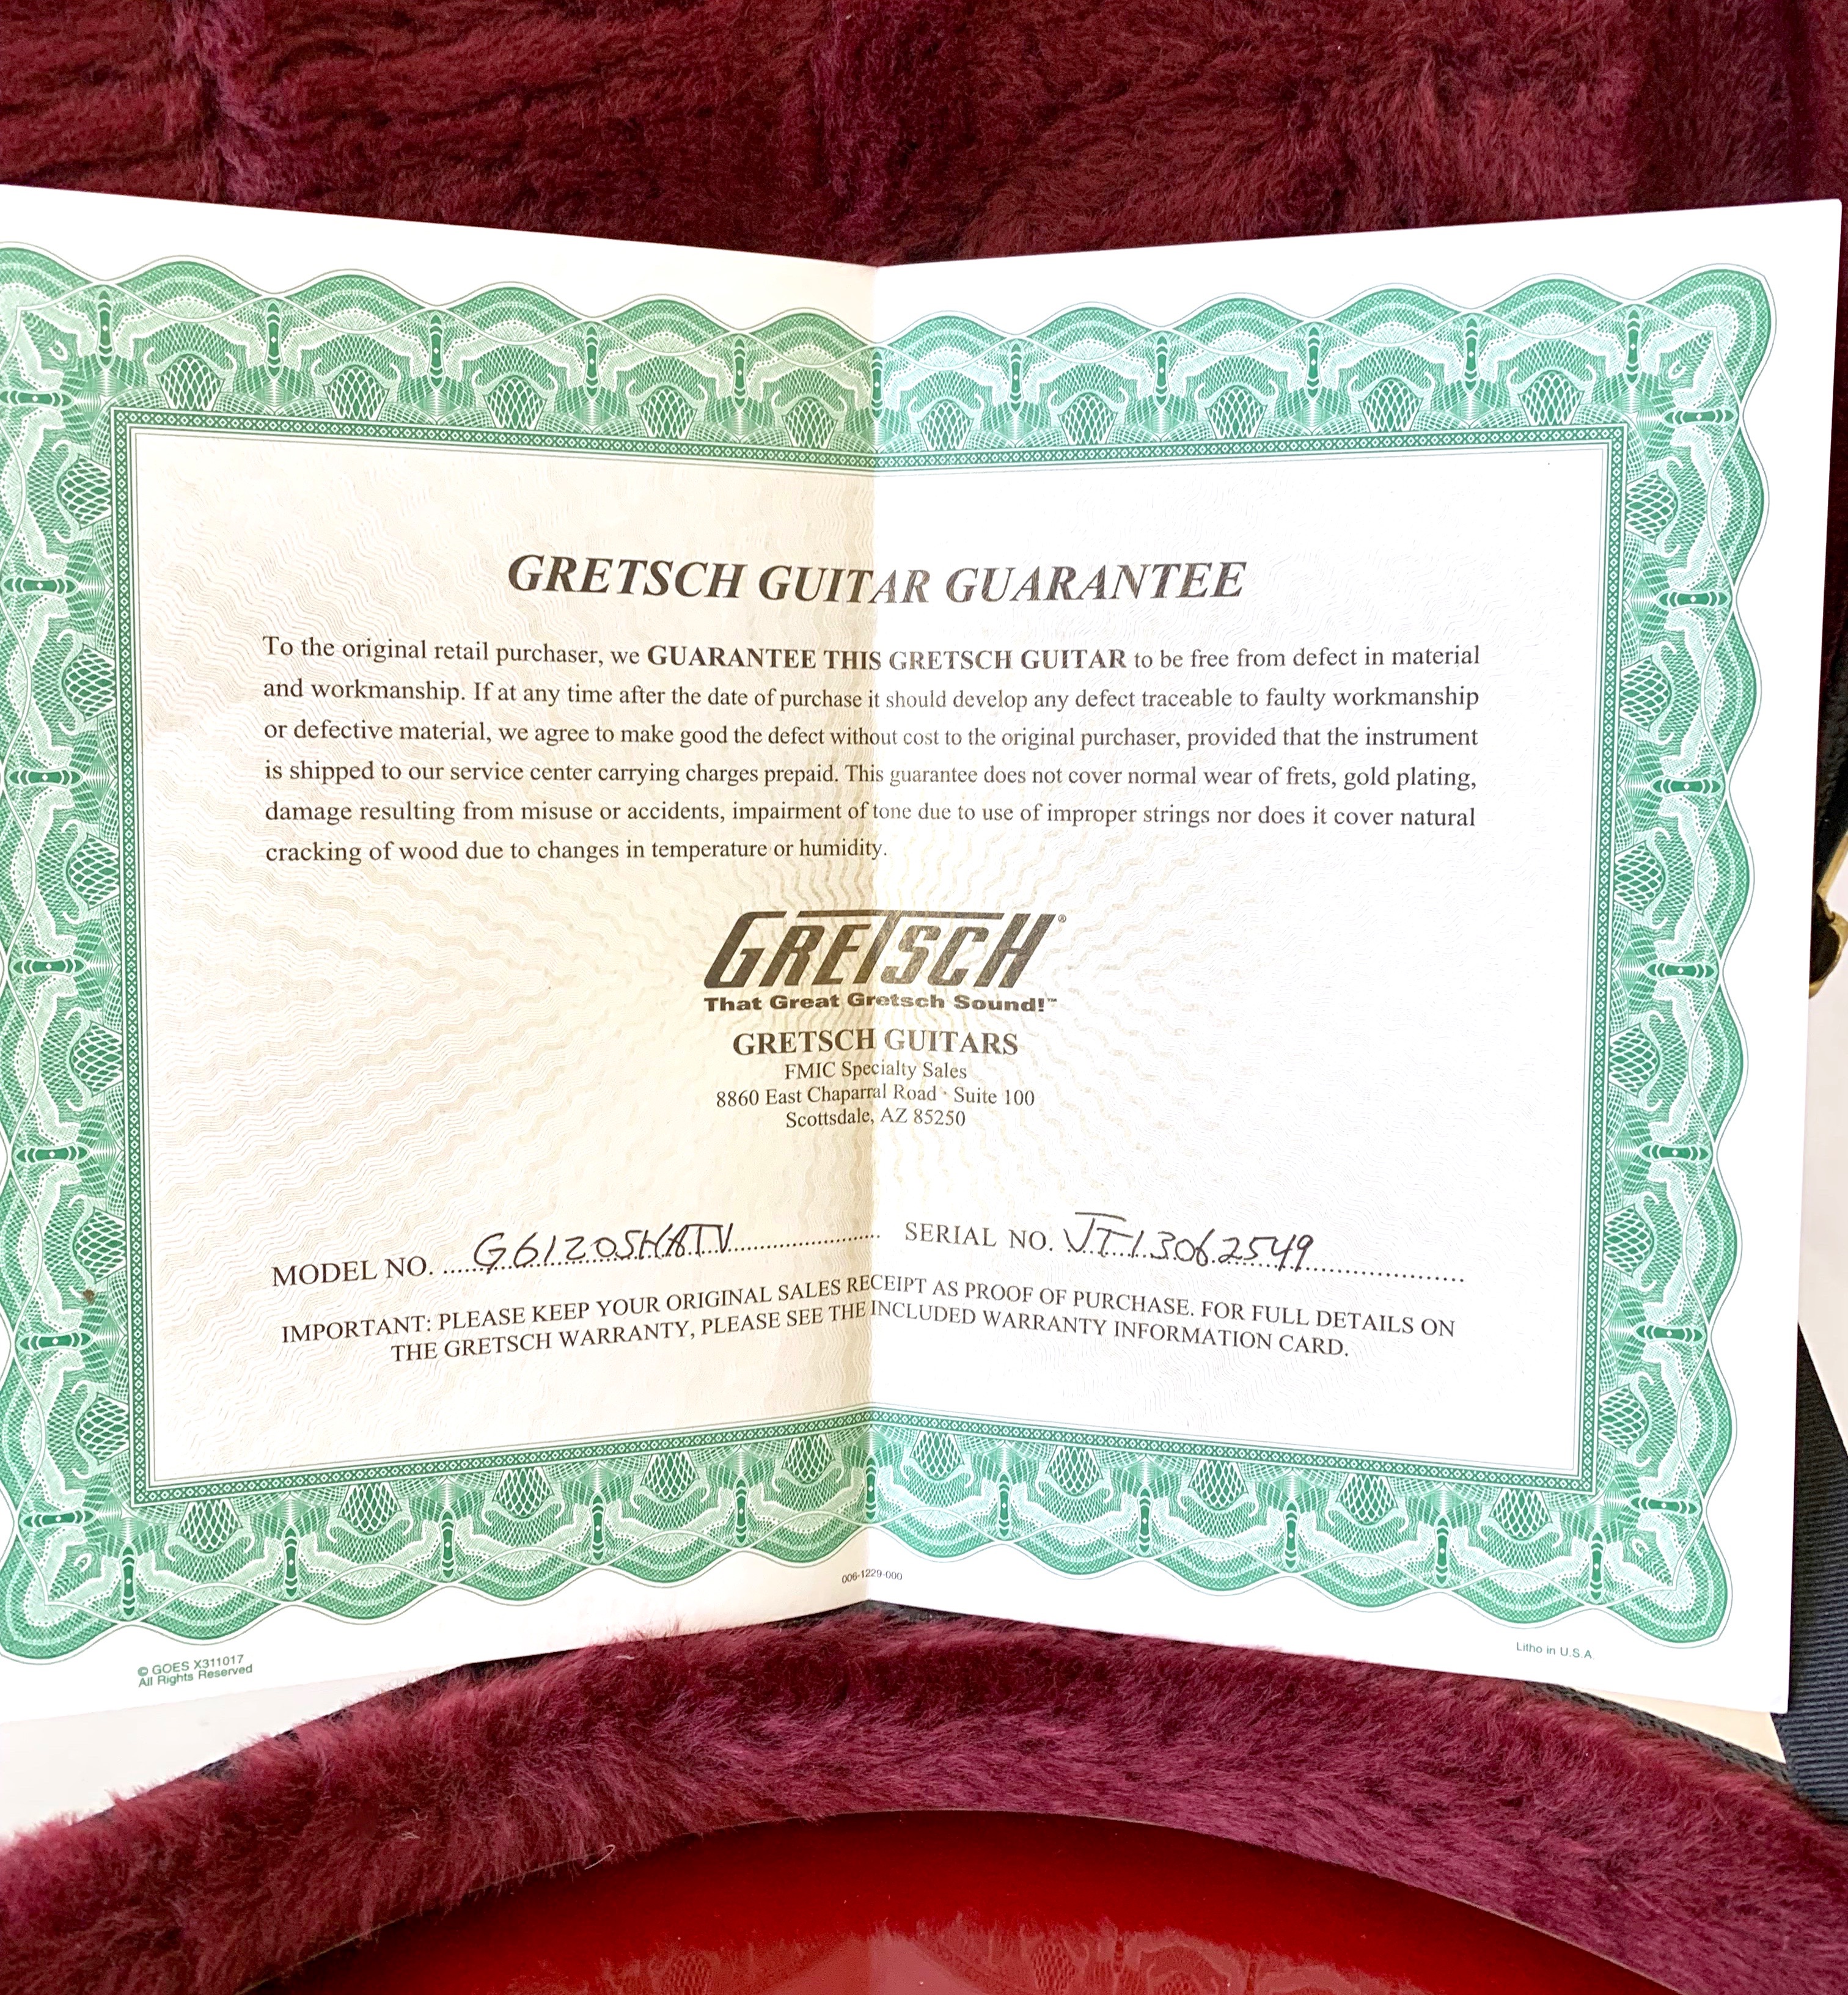 GRETSCH GUITAR GUARANTEE
To the original retail purchaser, we GUARANTEE THIS GRETSCH GUITAR to be free from defect in material
and workmanship. If at any time after the date of purchase it should develop any defect traceable to faulty workmanship
or defective material, we agree to make good the defect without cost to the original purchaser, provided that the instrument
is shipped to our service center carrying charges prepaid. This guarantee does not cover normal wear of frets, gold plating,
damage resulting from misuse or accidents, impairment of tone due to use of improper strings nor does it cover natural
cracking of wood due to changes in temperature or humidity.
GRETSCH®
That Great Gretsch Sound!™
GRETSCH GUITARS
FMIC Specialty Sales
8860 East Chaparral Road · Suite 100
Scottsdale, AZ 85250
MODEL NO. G6120SHATV SERIAL NO. JT13062549
IMPORTANT: PLEASE KEEP YOUR ORIGINAL SALES RECEIPT AS PROOF OF PURCHASE. FOR FULL DETAILS ON
THE GRETSCH WARRANTY, PLEASE SEE THE INCLUDED WARRANTY INFORMATION CARD.
006-1229-000
© GOES X311017
All Rights Reserved
Litho in U.S.A.